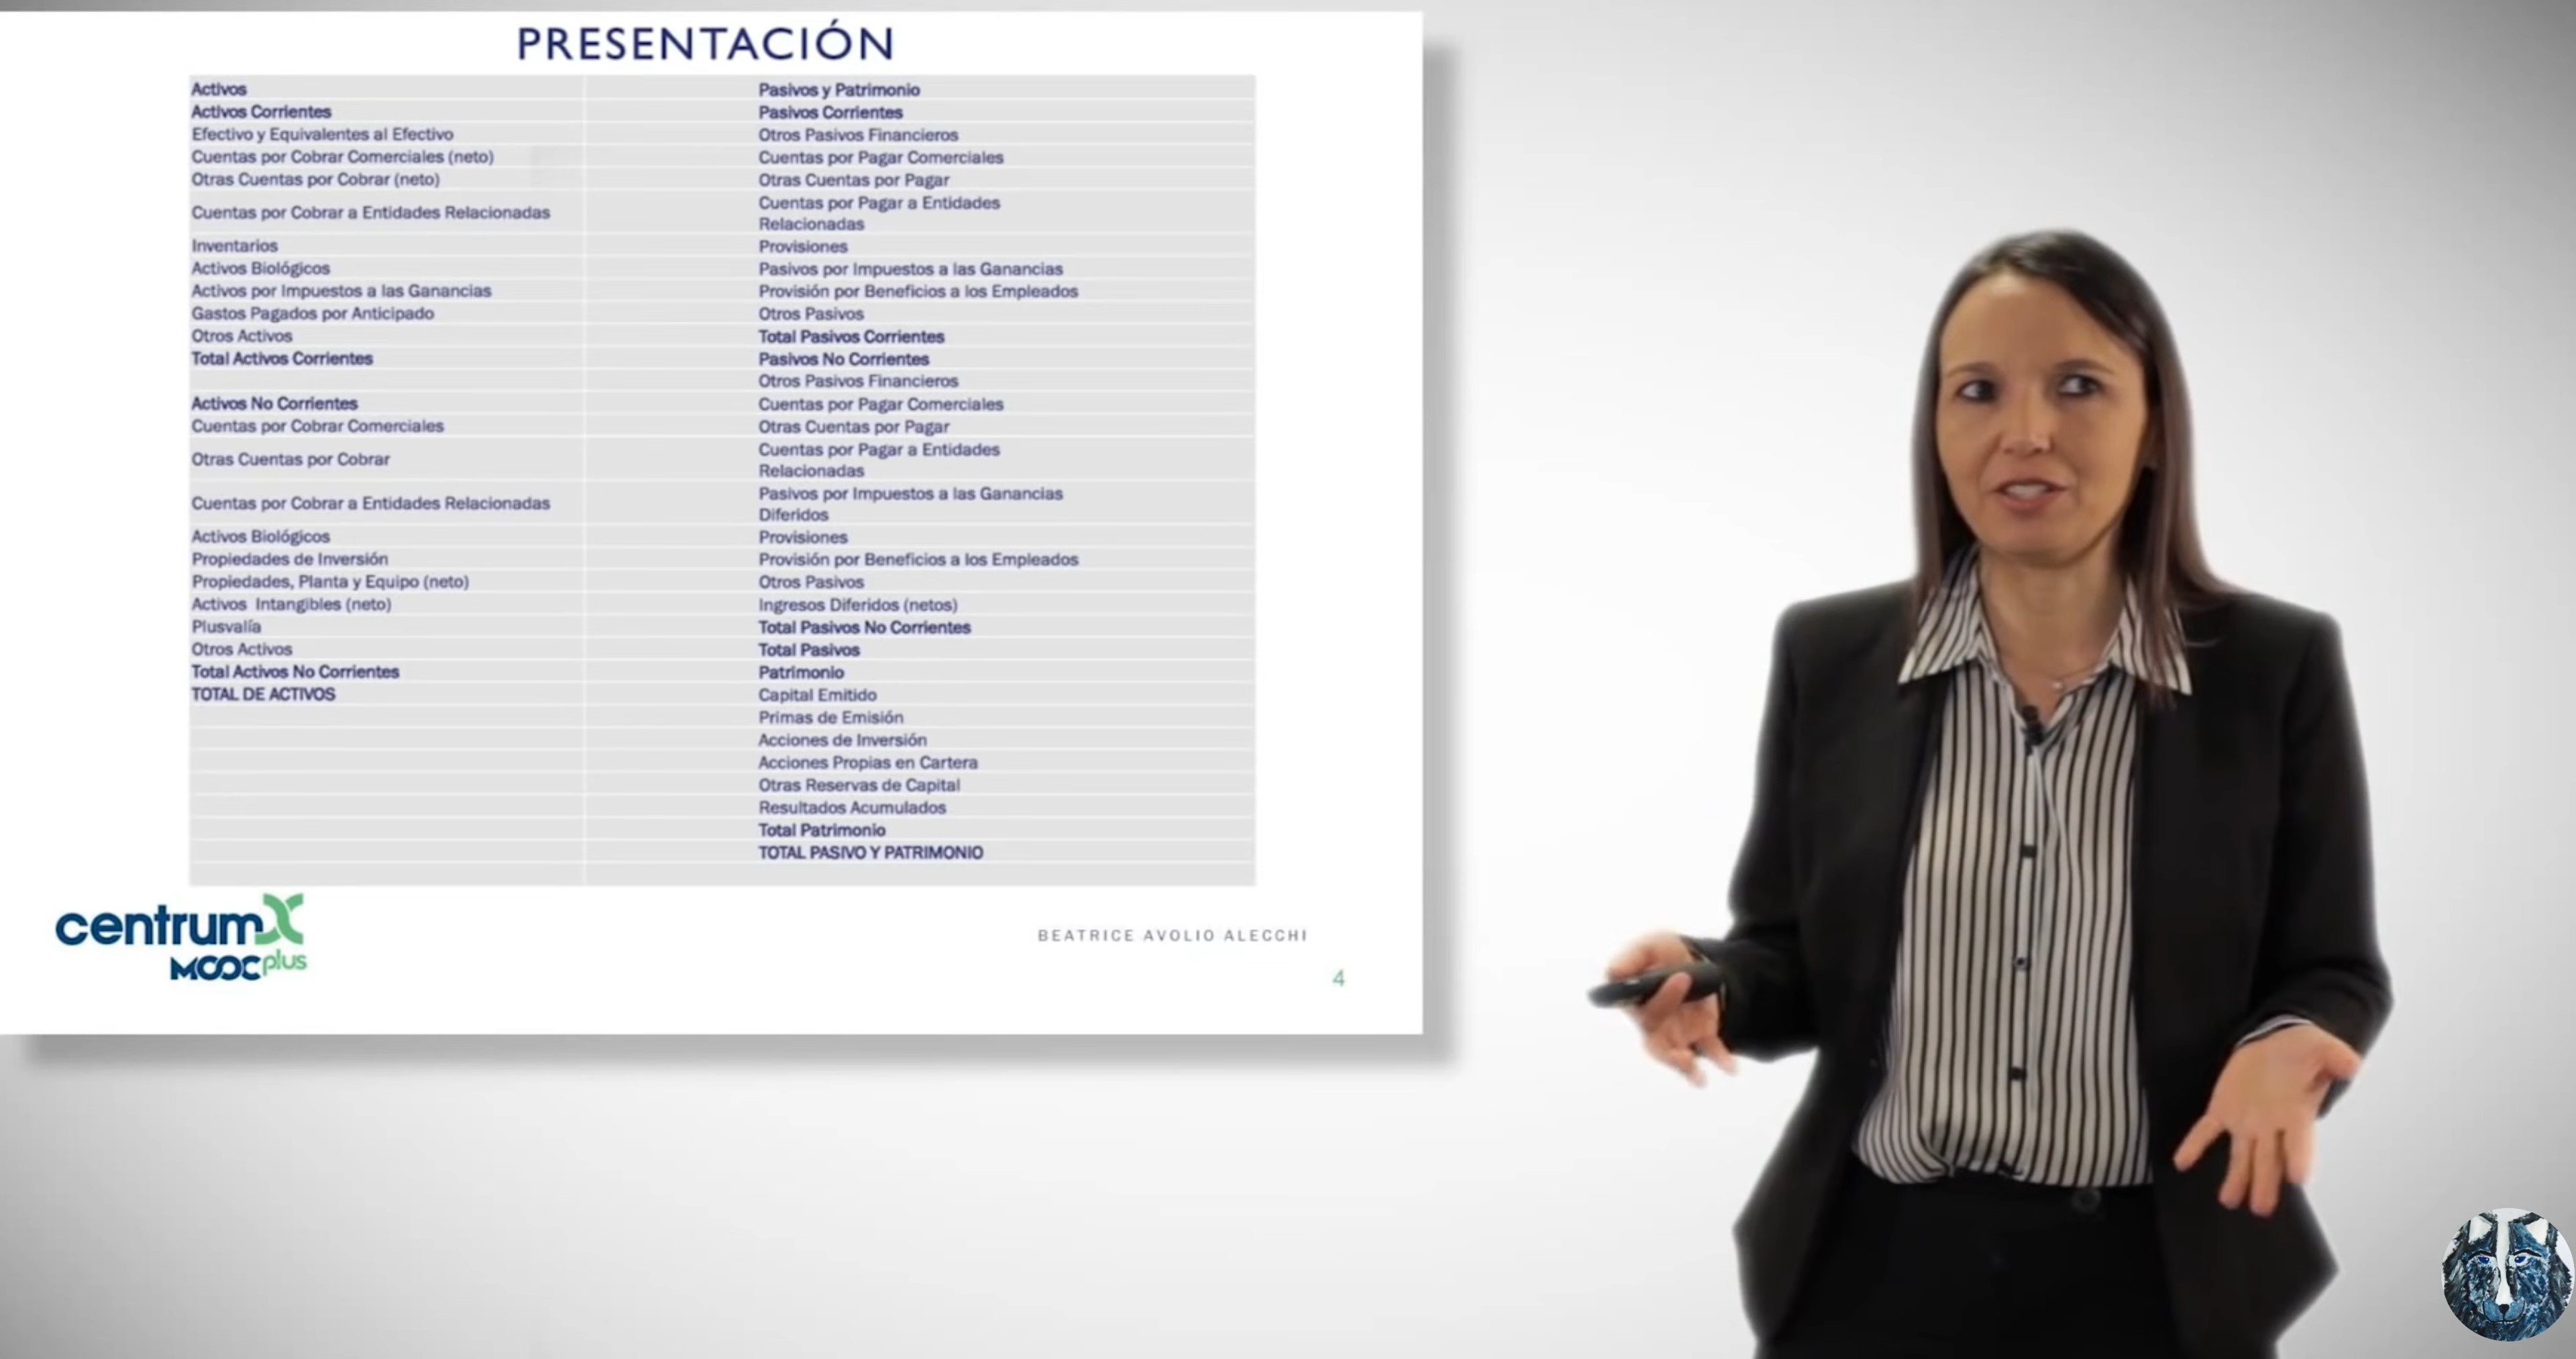 PRESENTACIÓN
Activos
Activos Corrientes
Efectivo y Equivalentes al Efectivo
Cuentas por Cobrar Comerciales (neto)
Otras Cuentas por Cobrar (neto)
Cuentas por Cobrar a Entidades Relacionadas
Inventarios
Activos Biológicos
Activos por Impuestos a las Ganancias
Gastos Pagados por Anticipado
Otros Activos
Total Activos Corrientes
Activos No Corrientes
Cuentas por Cobrar Comerciales
Otras Cuentas por Cobrar
Cuentas por Cobrar a Entidades Relacionadas
Activos Biológicos
Propiedades de Inversión
Propiedades, Planta y Equipo (neto)
Activos Intangibles (neto)
Plusvalía
Otros Activos
Total Activos No Corrientes
TOTAL DE ACTIVOS
Pasivos y Patrimonio
Pasivos Corrientes
Otros Pasivos Financieros
Cuentas por Pagar Comerciales
Otras Cuentas por Pagar
Cuentas por Pagar a Entidades
Relacionadas
Provisiones
Pasivos por Impuestos a las Ganancias
Provisión por Beneficios a los Empleados
Otros Pasivos
Total Pasivos Corrientes
Pasivos No Corrientes
Otros Pasivos Financieros
Cuentas por Pagar Comerciales
Otras Cuentas por Pagar
Cuentas por Pagar a Entidades
Relacionadas
Pasivos por Impuestos a las Ganancias
Diferidos
Provisiones
Provisión por Beneficios a los Empleados
Otros Pasivos
Ingresos Diferidos (netos)
Total Pasivos No Corrientes
Total Pasivos
Patrimonio
Capital Emitido
Primas de Emisión
Acciones de Inversión
Acciones Propias en Cartera
Otras Reservas de Capital
Resultados Acumulados
Total Patrimonio
TOTAL PASIVO Y PATRIMONIO
centrumX
MOOC plus
BEATRICE AVOLIO ALECCHI
4